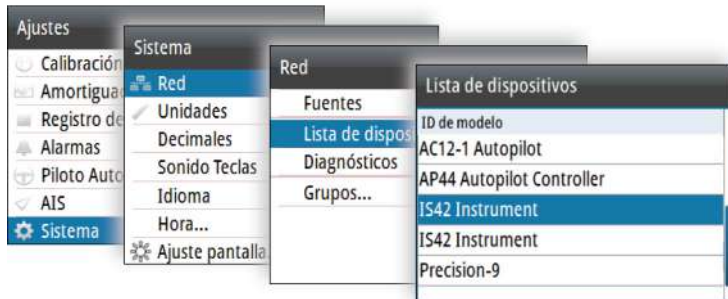 Ajustes
Calibración
Amortigua
Registro de
Alarmas
Piloto Auto
AIS
Sistema
Sistema
Red
Unidades
Decimales
Sonido Teclas
Idioma
Hora...
Ajuste pantalla
Red
Fuentes
Lista de disposi
Diagnósticos
Grupos...
Lista de dispositivos
ID de modelo
AC12-1 Autopilot
AP44 Autopilot Controller
IS42 Instrument
IS42 Instrument
Precision-9